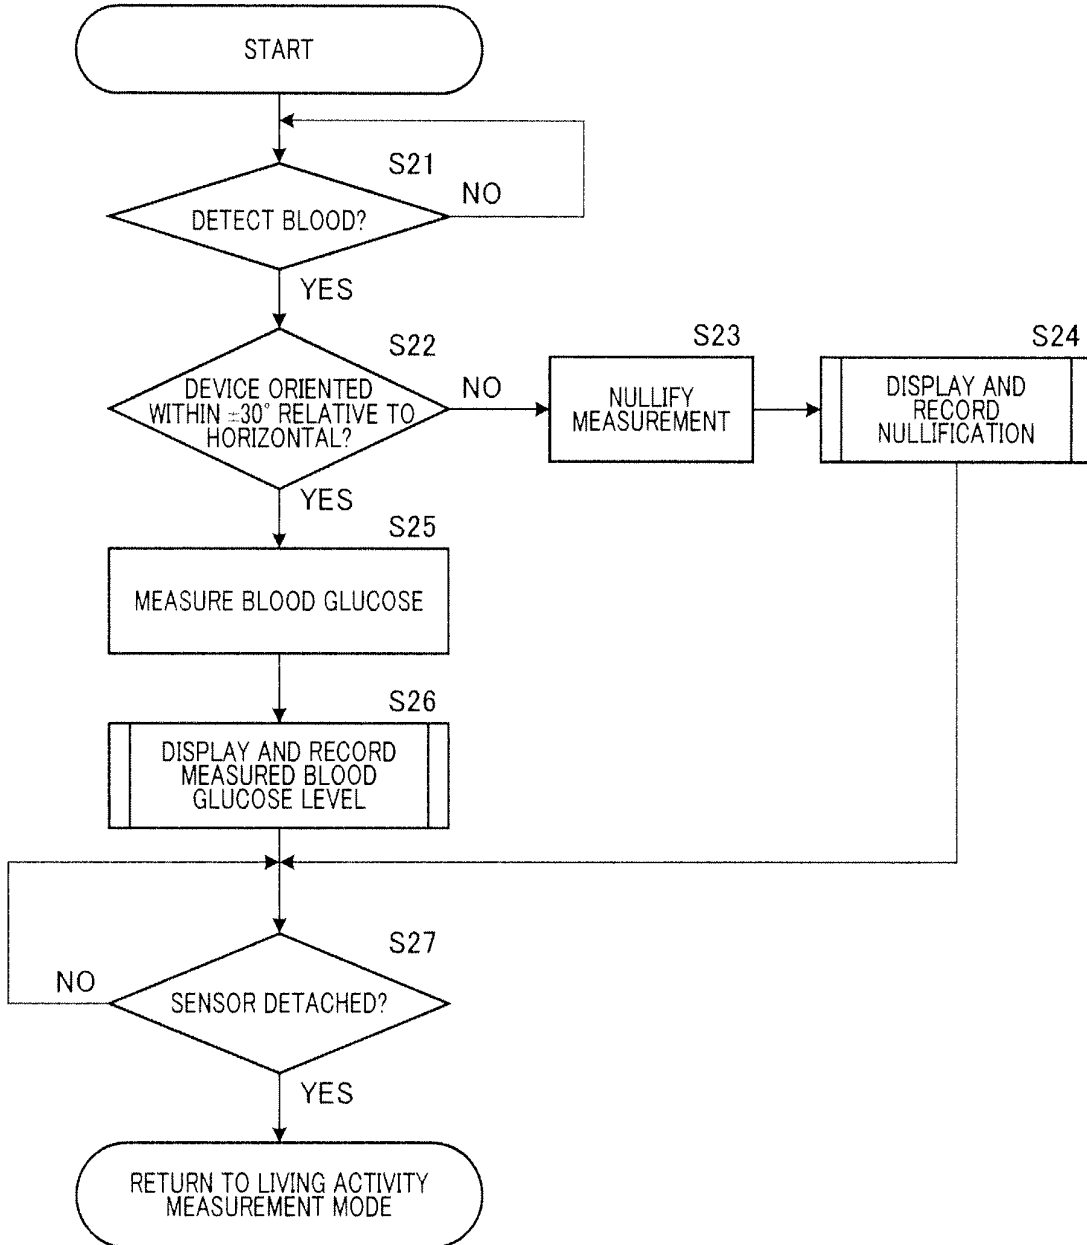 START
S21
DETECT BLOOD?
NO
YES
S22
DEVICE ORIENTED
WITHIN ±30° RELATIVE TO
HORIZONTAL?
NO
YES
S23
NULLIFY
MEASUREMENT
S24
DISPLAY AND
RECORD
NULLIFICATION
S25
MEASURE BLOOD GLUCOSE
S26
DISPLAY AND RECORD
MEASURED BLOOD
GLUCOSE LEVEL
S27
NO
SENSOR DETACHED?
YES
RETURN TO LIVING ACTIVITY
MEASUREMENT MODE